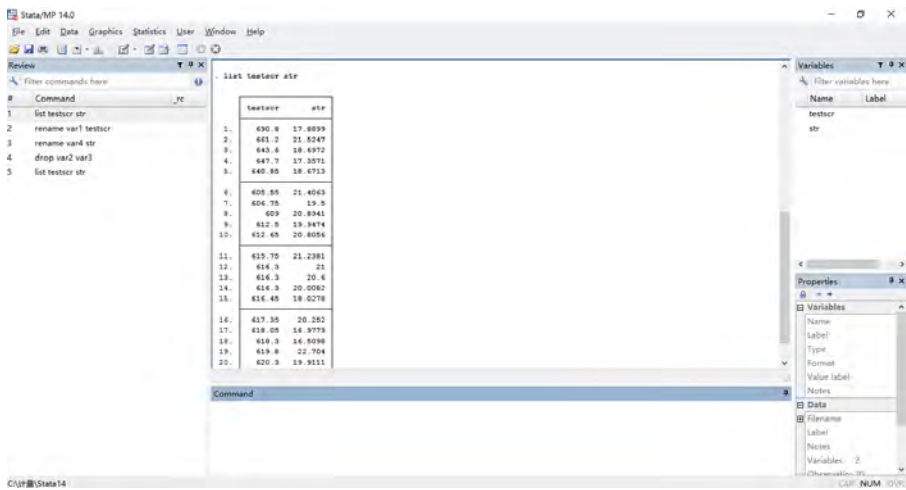 Stata/MP 14.0
File Edit Data Graphics Statistics User Window Help
Review
Filter commands here
# Command _rc
1 list testscr str
2 rename var1 testscr
3 rename var4 str
4 drop var2 var3
5 list testscr str
. list testscr str
testscr str
1. 690.8 17.8899
2. 661.2 21.5247
3. 643.6 18.6972
4. 647.7 17.3571
5. 640.85 18.6713
6. 605.55 21.4063
7. 606.75 19.5
8. 609 20.8941
9. 612.5 19.9474
10. 612.65 20.8056
11. 615.75 21.2381
12. 616.3 21
13. 616.3 20.6
14. 616.3 20.0082
15. 616.45 18.0278
16. 617.35 20.252
17. 618.05 16.9779
18. 618.3 16.5098
19. 619.8 22.704
20. 620.3 19.9111
Command
Variables
Filter variables here
Name Label
testscr
str
Properties
Variables
Name
Label
Type
Format
Value label
Notes
Data
Filename
Label
Notes
Variables 2
C:\计量\Stata14
CAP NUM OVR